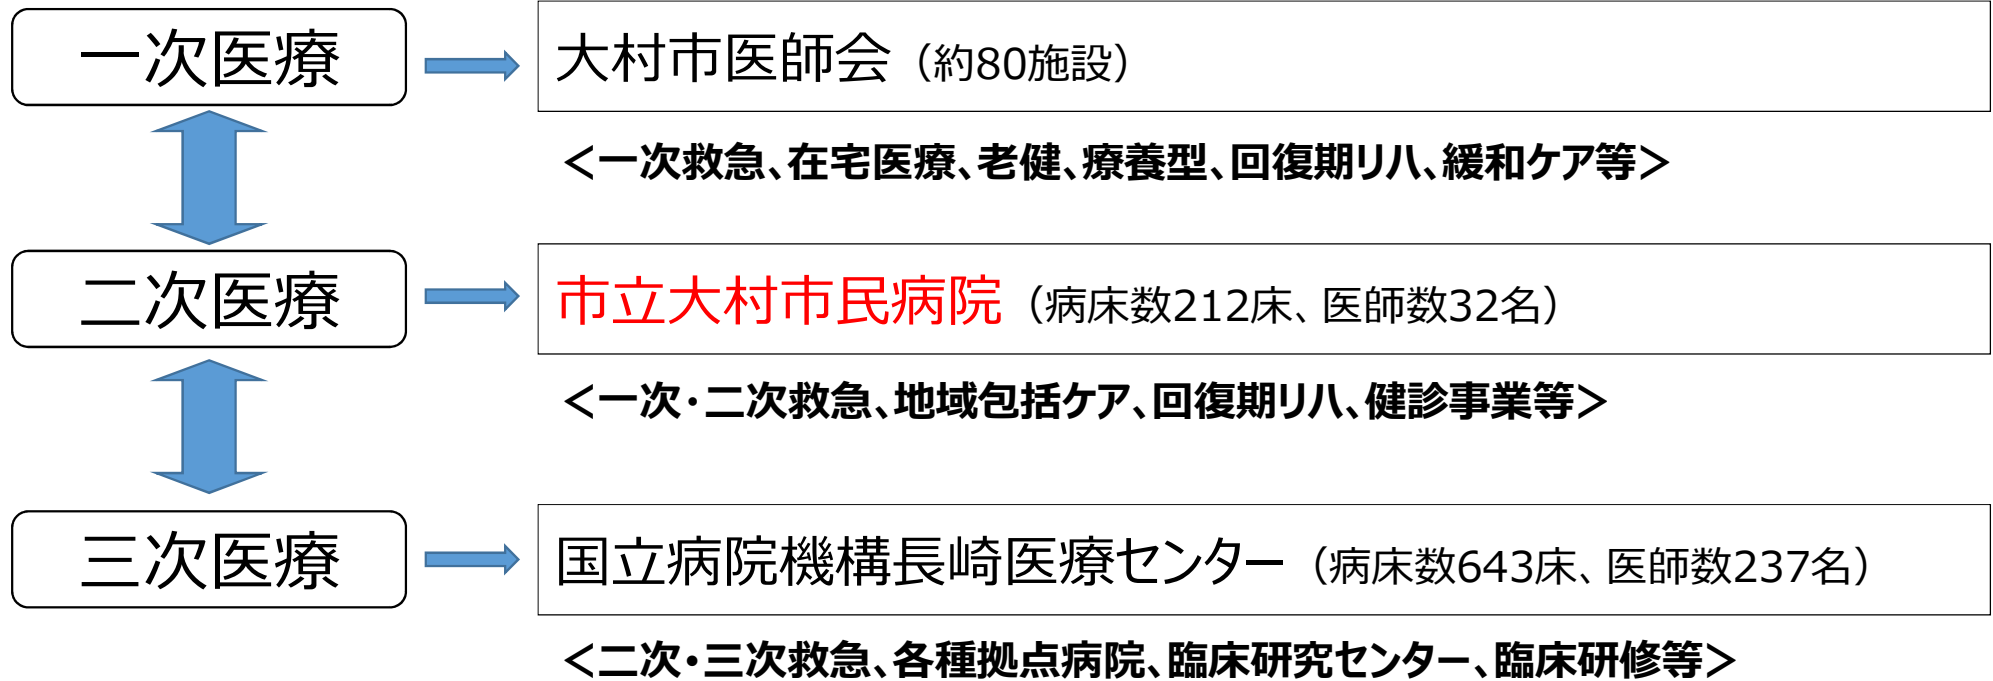 一次医療
大村市医師会（約80施設）
＜一次救急、在宅医療、老健、療養型、回復期リハ、緩和ケア等＞
二次医療
市立大村市民病院（病床数212床、医師数32名）
＜一次・二次救急、地域包括ケア、回復期リハ、健診事業等＞
三次医療
国立病院機構長崎医療センター（病床数643床、医師数237名）
＜二次・三次救急、各種拠点病院、臨床研究センター、臨床研修等＞